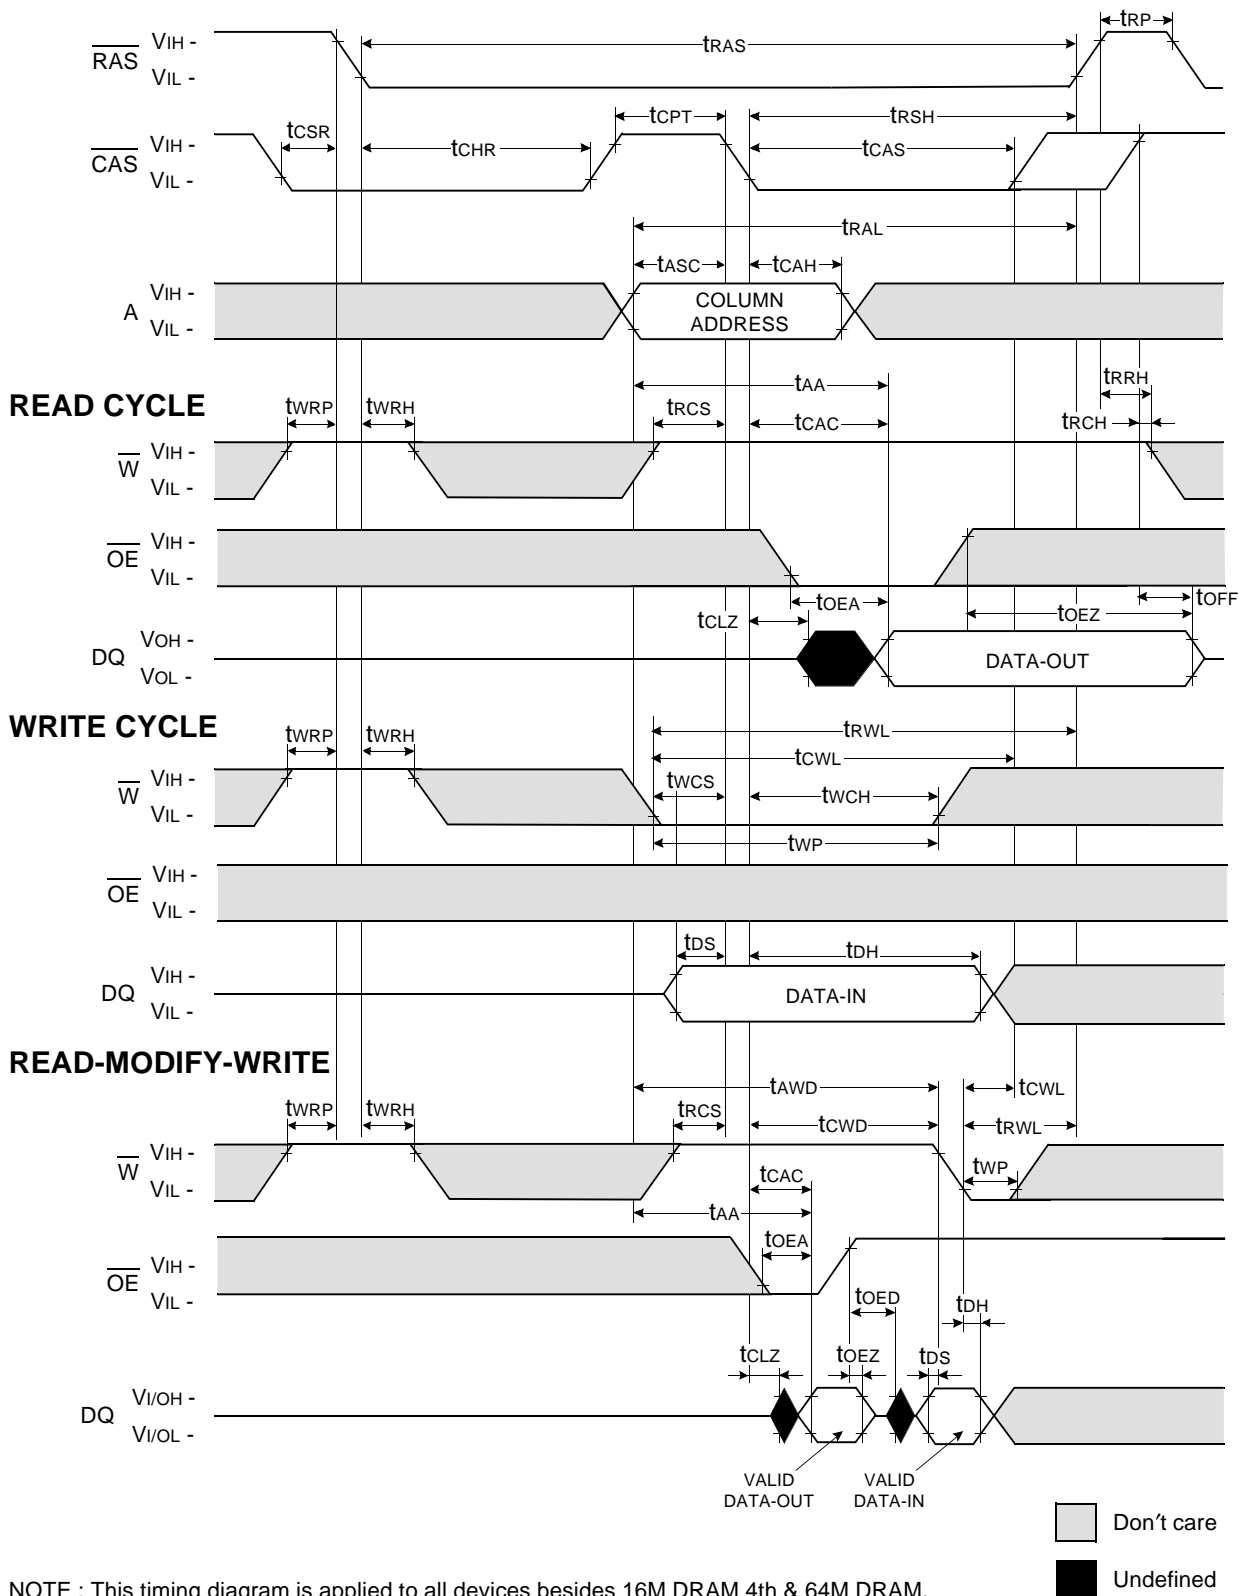 tRP
RAS VIH -
VIL -
tRAS
tCSR
tCPT
tRSH
CAS VIH -
VIL -
tCHR
tCAS
tRAL
tASC
tCAH
A VIH -
VIL -
COLUMN
ADDRESS
tAA
tRRH
READ CYCLE
tWRP
tWRH
tRCS
tCAC
tRCH
W VIH -
VIL -
OE VIH -
VIL -
tOEA
tOFF
tCLZ
tOEZ
DQ VOH -
VOL -
DATA-OUT
WRITE CYCLE
tWRP
tWRH
tRWL
tCWL
W VIH -
VIL -
tWCS
tWCH
tWP
OE VIH -
VIL -
tDS
tDH
DQ VIH -
VIL -
DATA-IN
READ-MODIFY-WRITE
tAWD
tCWL
tWRP
tWRH
tRCS
tCWD
tRWL
W VIH -
VIL -
tCAC
tWP
tAA
tOEA
OE VIH -
VIL -
tOED
tDH
tCLZ
tOEZ
tDS
DQ VI/OH -
VI/OL -
VALID
DATA-OUT
VALID
DATA-IN
Don't care
Undefined
NOTE : This timing diagram is applied to all devices besides 16M DRAM 4th & 64M DRAM.